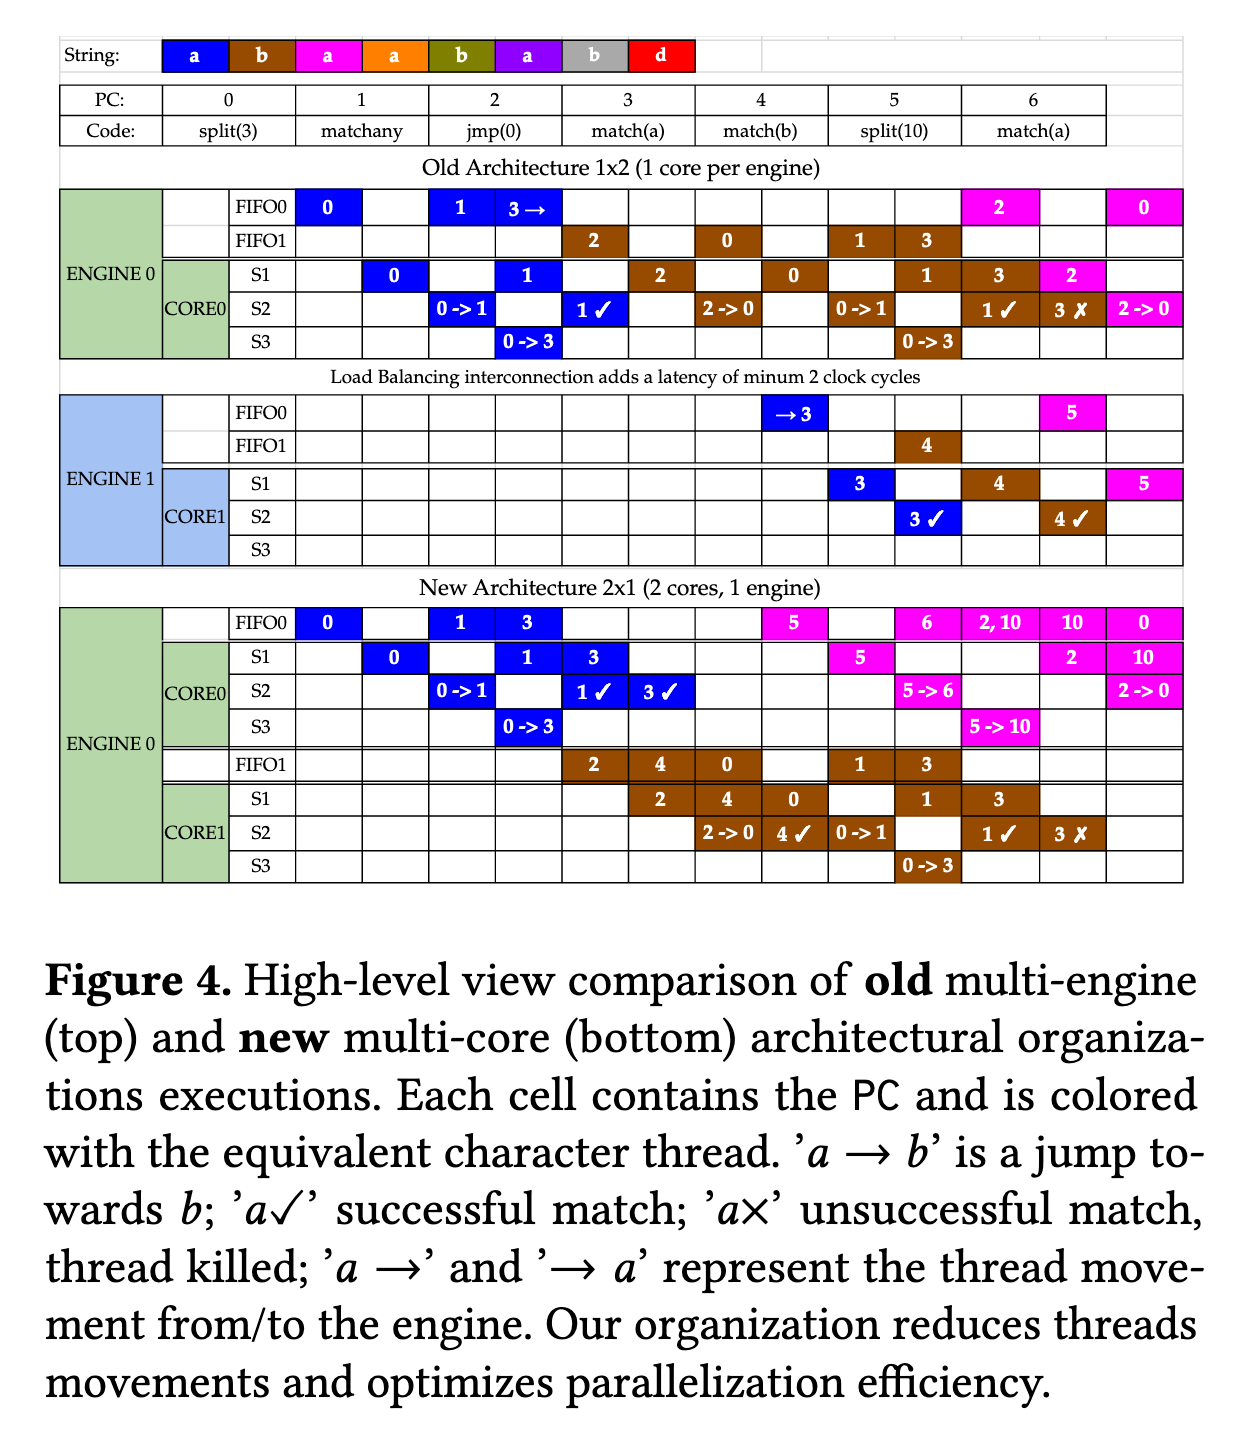 String: a b a a b a b d
PC: 0 1 2 3 4 5 6
Code: split(3) matchany jmp(0) match(a) match(b) split(10) match(a)
Old Architecture 1x2 (1 core per engine)
FIFO0 0 1 3 → 2 0
FIFO1 2 0 1 3
ENGINE 0
S1 0 1 2 0 1 3 2
CORE0
S2 0 -> 1 1 ✓ 2 -> 0 0 -> 1 1 ✓ 3 ✗ 2 -> 0
S3 0 -> 3 0 -> 3
Load Balancing interconnection adds a latency of minum 2 clock cycles
FIFO0 → 3 5
FIFO1 4
ENGINE 1
S1 3 4 5
CORE1
S2 3 ✓ 4 ✓
S3
New Architecture 2x1 (2 cores, 1 engine)
FIFO0 0 1 3 5 6 2, 10 10 0
S1 0 1 3 5 2 10
CORE0
S2 0 -> 1 1 ✓ 3 ✓ 5 -> 6 2 -> 0
S3 0 -> 3 5 -> 10
ENGINE 0
FIFO1 2 4 0 1 3
S1 2 4 0 1 3
CORE1
S2 2 -> 0 4 ✓ 0 -> 1 1 ✓ 3 ✗
S3 0 -> 3
Figure 4. High-level view comparison of old multi-engine
(top) and new multi-core (bottom) architectural organiza-
tions executions. Each cell contains the PC and is colored
with the equivalent character thread. ’a → b’ is a jump to-
wards b; ’a✓’ successful match; ’a×’ unsuccessful match,
thread killed; ’a →’ and ’→ a’ represent the thread move-
ment from/to the engine. Our organization reduces threads
movements and optimizes parallelization efficiency.